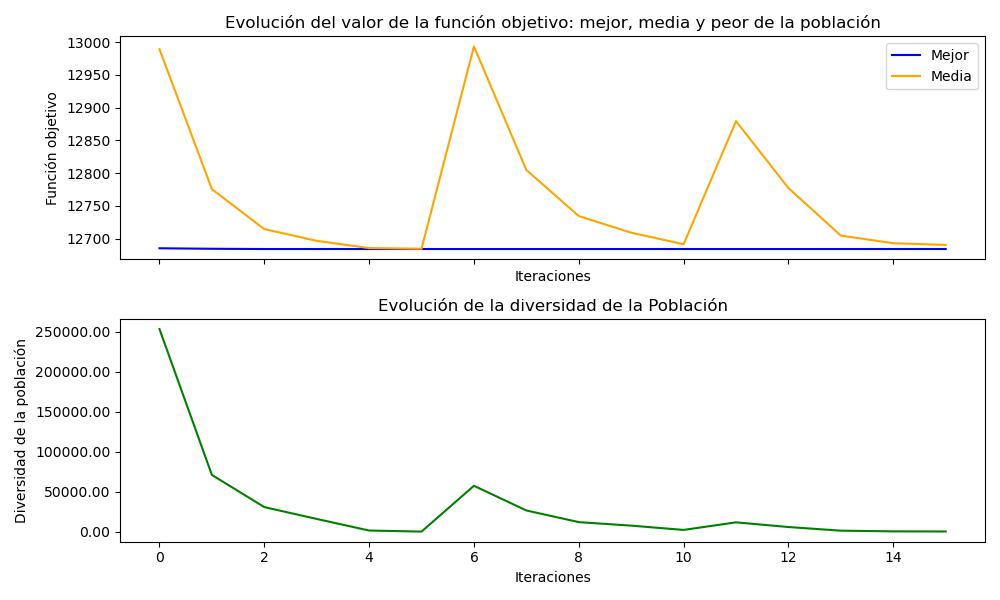 Evolución del valor de la función objetivo: mejor, media y peor de la población
13000
12950
12900
12850
12800
12750
12700
Función objetivo
Mejor
Media
Iteraciones
Evolución de la diversidad de la Población
250000.00
200000.00
150000.00
100000.00
50000.00
0.00
Diversidad de la población
0 2 4 6 8 10 12 14
Iteraciones